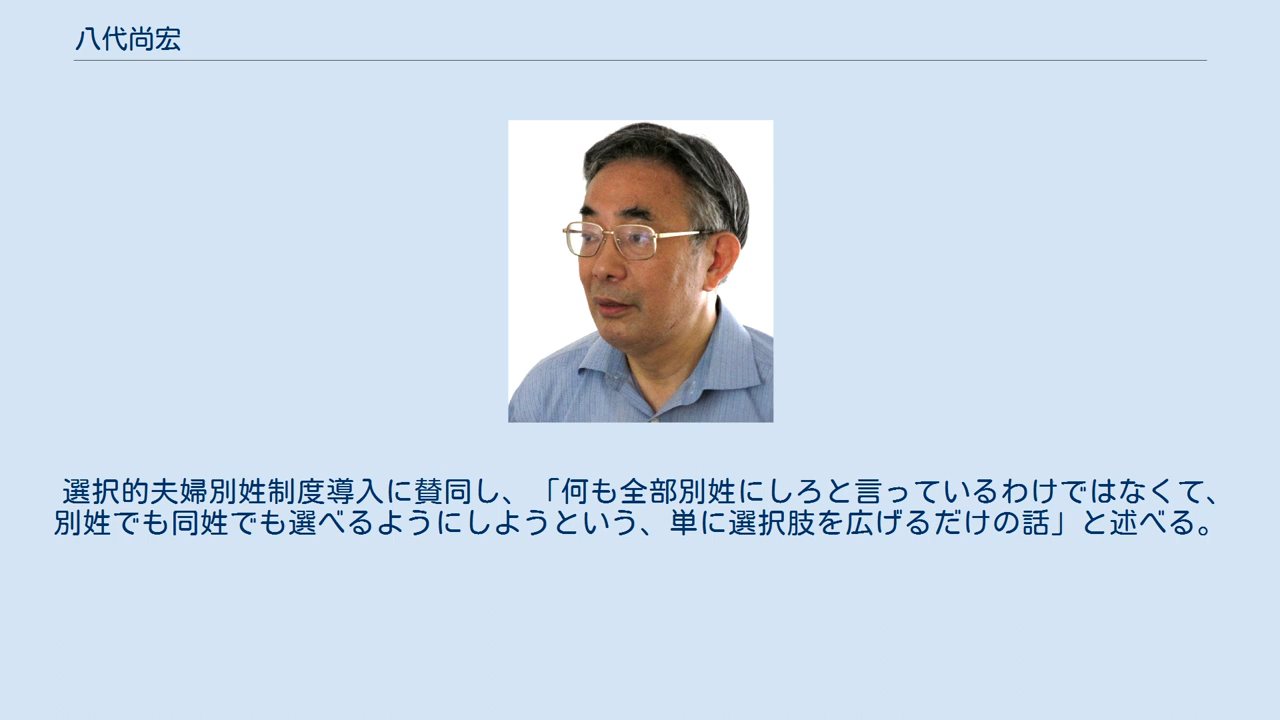 八代尚宏
選択的夫婦別姓制度導入に賛同し、「何も全部別姓にしろと言っているわけではなくて、
別姓でも同姓でも選べるようにしようという、単に選択肢を広げるだけの話」と述べる。